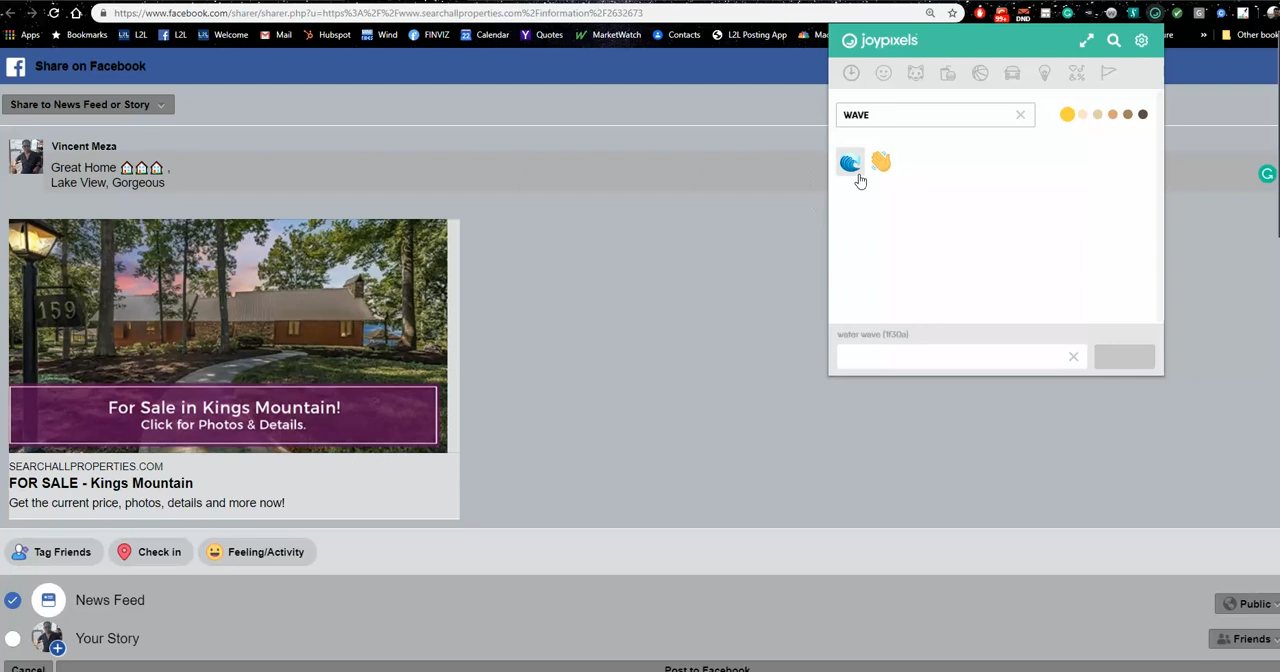 https://www.facebook.com/sharer/sharer.php?u=https%3A%2F%2Fwww.searchallproperties.com%2Finformation%2F2632673
99+
DND
Apps
Bookmarks
L2L
L2L
Welcome
Hubspot
Wind
FINVIZ
Calendar
Quotes
MarketWatch
Contacts
L2L Posting App
Mail
Other book
Share on Facebook
joypixels
Share to News Feed or Story
WAVE
Vincent Meza
Great Home 🏠🏠🏠 ,
Lake View, Gorgeous
159
For Sale in Kings Mountain!
Click for Photos & Details.
water wave (1f30a)
SEARCHALLPROPERTIES.COM
FOR SALE - Kings Mountain
Get the current price, photos, details and more now!
Tag Friends
Check in
Feeling/Activity
News Feed
Public
Your Story
Friends
Cancel
Post to Facebook